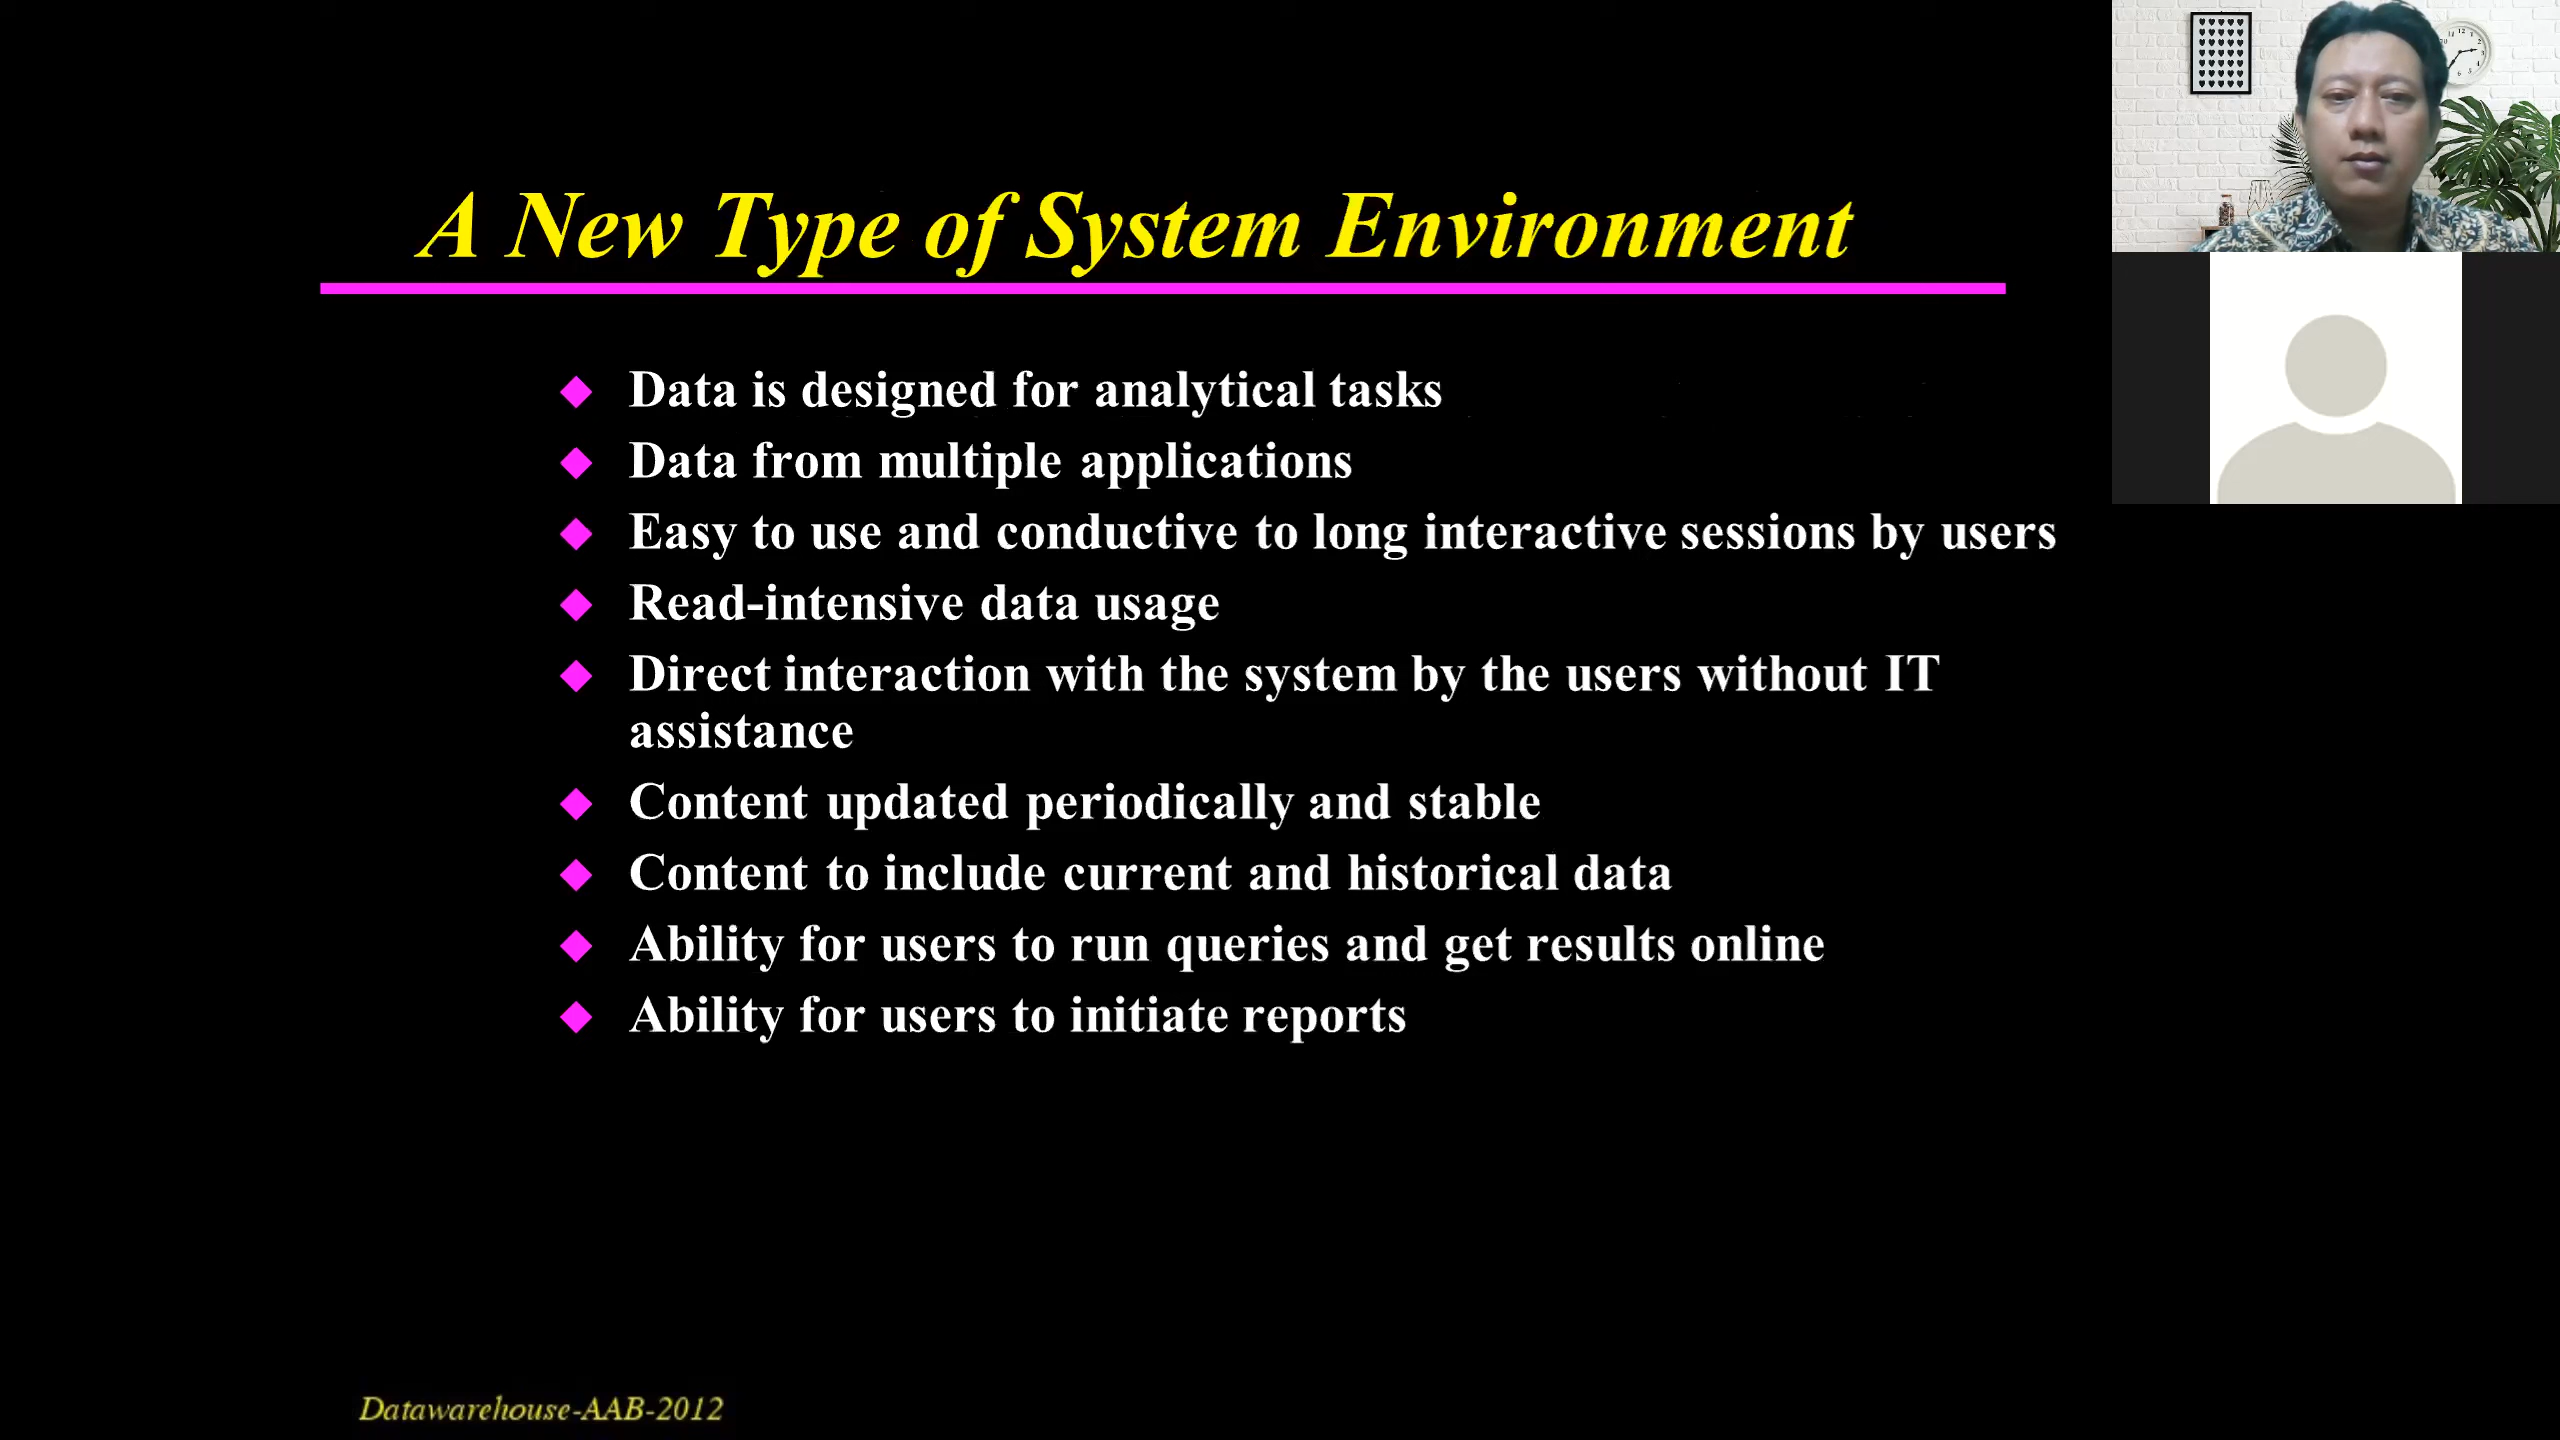 A New Type of System Environment
Data is designed for analytical tasks
Data from multiple applications
Easy to use and conductive to long interactive sessions by users
Read-intensive data usage
Direct interaction with the system by the users without IT
assistance
Content updated periodically and stable
Content to include current and historical data
Ability for users to run queries and get results online
Ability for users to initiate reports
Datawarehouse-AAB-2012